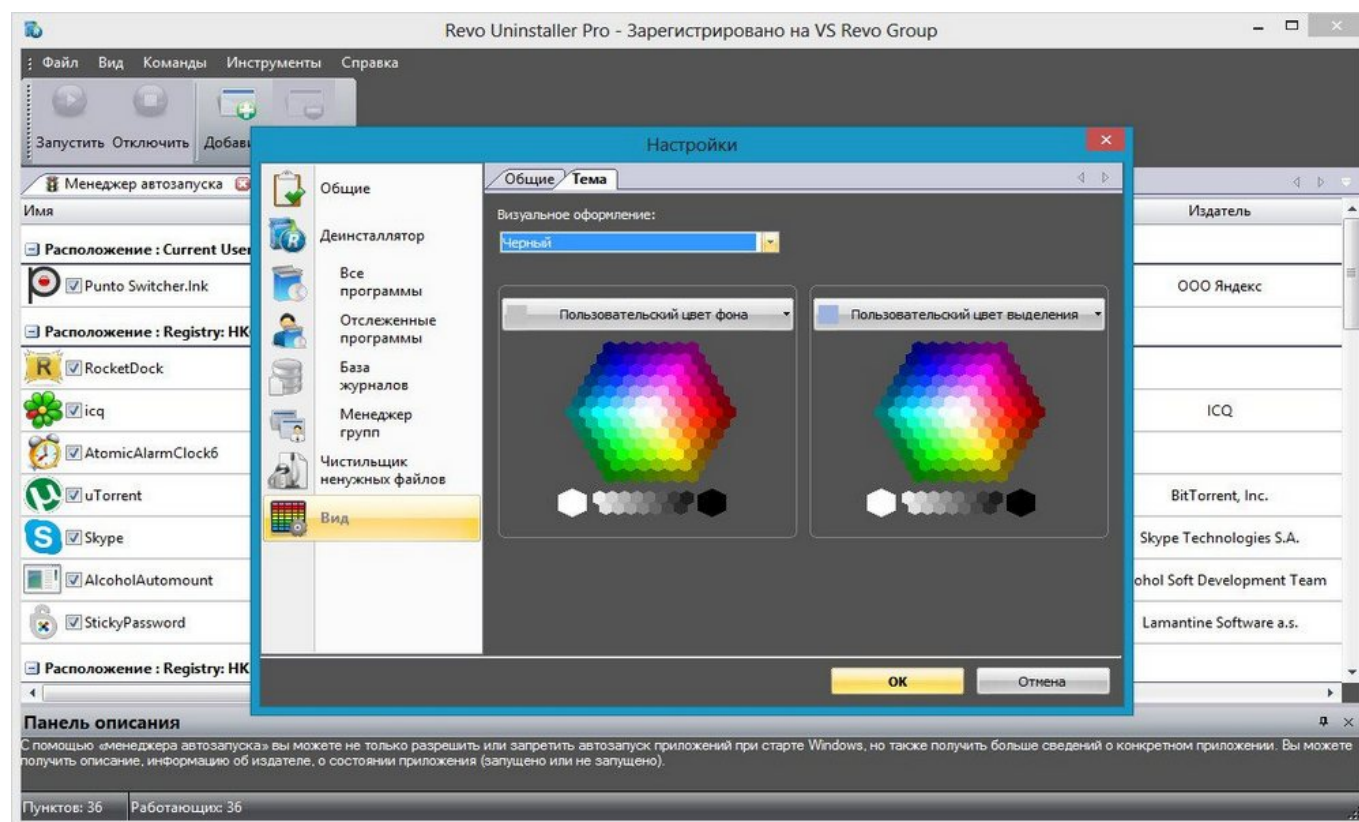 Revo Uninstaller Pro - Зарегистрировано на VS Revo Group
Файл Вид Команды Инструменты Справка
Запустить Отключить Добави
Настройки
Менеджер автозапуска
Общие Тема
Имя
Издатель
Общие
Деинсталлятор
Все
программы
Отслеженные
программы
База
журналов
Менеджер
групп
Чистильщик
ненужных файлов
Вид
Визуальное оформление:
Черный
Пользовательский цвет фона
Пользовательский цвет выделения
OK Отмена
Расположение : Current User
Punto Switcher.lnk ООО Яндекс
Расположение : Registry: HK
RocketDock
icq ICQ
AtomicAlarmClock6
uTorrent BitTorrent, Inc.
Skype Skype Technologies S.A.
AlcoholAutomount ohol Soft Development Team
StickyPassword Lamantine Software a.s.
Расположение : Registry: HK
Панель описания
С помощью «менеджера автозапуска» вы можете не только разрешить или запретить автозапуск приложений при старте Windows, но также получить больше сведений о конкретном приложении. Вы можете
получить описание, информацию об издателе, о состоянии приложения (запущено или не запущено).
Пунктов: 36 Работающих: 36